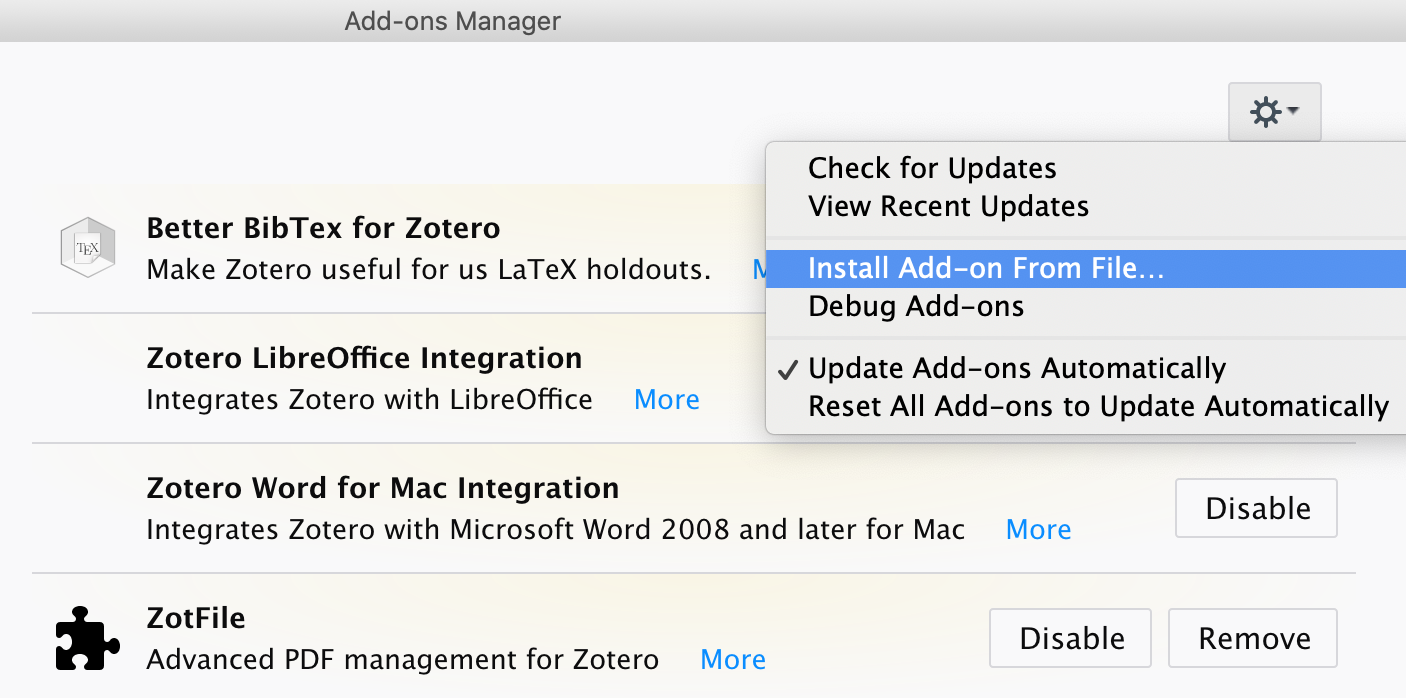 Add-ons Manager
Check for Updates
View Recent Updates
Install Add-on From File...
Debug Add-ons
✓ Update Add-ons Automatically
Reset All Add-ons to Update Automatically
TEX
Better BibTex for Zotero
Make Zotero useful for us LaTeX holdouts.
Zotero LibreOffice Integration
Integrates Zotero with LibreOffice More
Zotero Word for Mac Integration
Integrates Zotero with Microsoft Word 2008 and later for Mac More
Disable
ZotFile
Advanced PDF management for Zotero More
Disable Remove